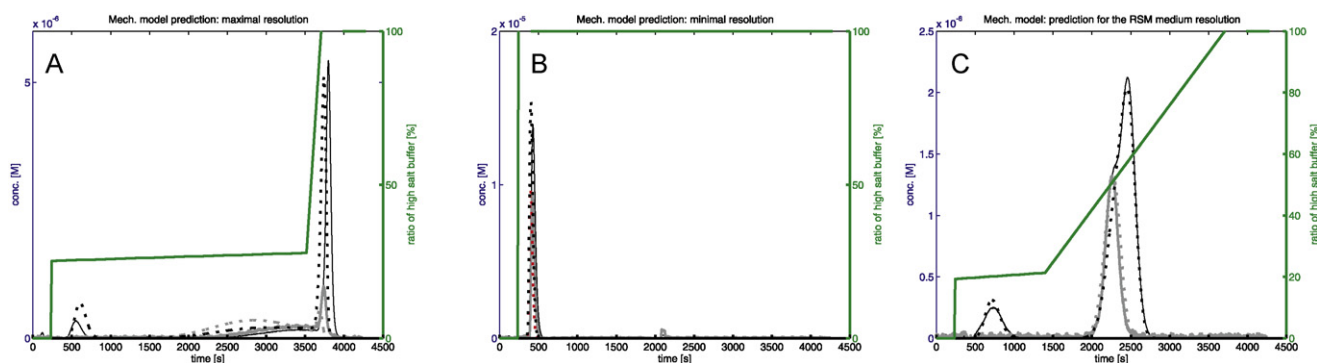 Mech. model prediction: maximal resolution
x 10⁻⁶
A
5
0
conc. [M]
100
50
0
ratio of high salt buffer [%]
0 500 1000 1500 2000 2500 3000 3500 4000 4500
time [s]
Mech. model prediction: minimal resolution
x 10⁻⁵
B
2
1
0
conc. [M]
100
50
0
ratio of high salt buffer [%]
0 500 1000 1500 2000 2500 3000 3500 4000 4500
time [s]
Mech. model: prediction for the RSM medium resolution
x 10⁻⁶
C
2.5
2
1.5
1
0.5
0
conc. [M]
100
80
60
40
20
0
ratio of high salt buffer [%]
0 500 1000 1500 2000 2500 3000 3500 4000 4500
time [s]